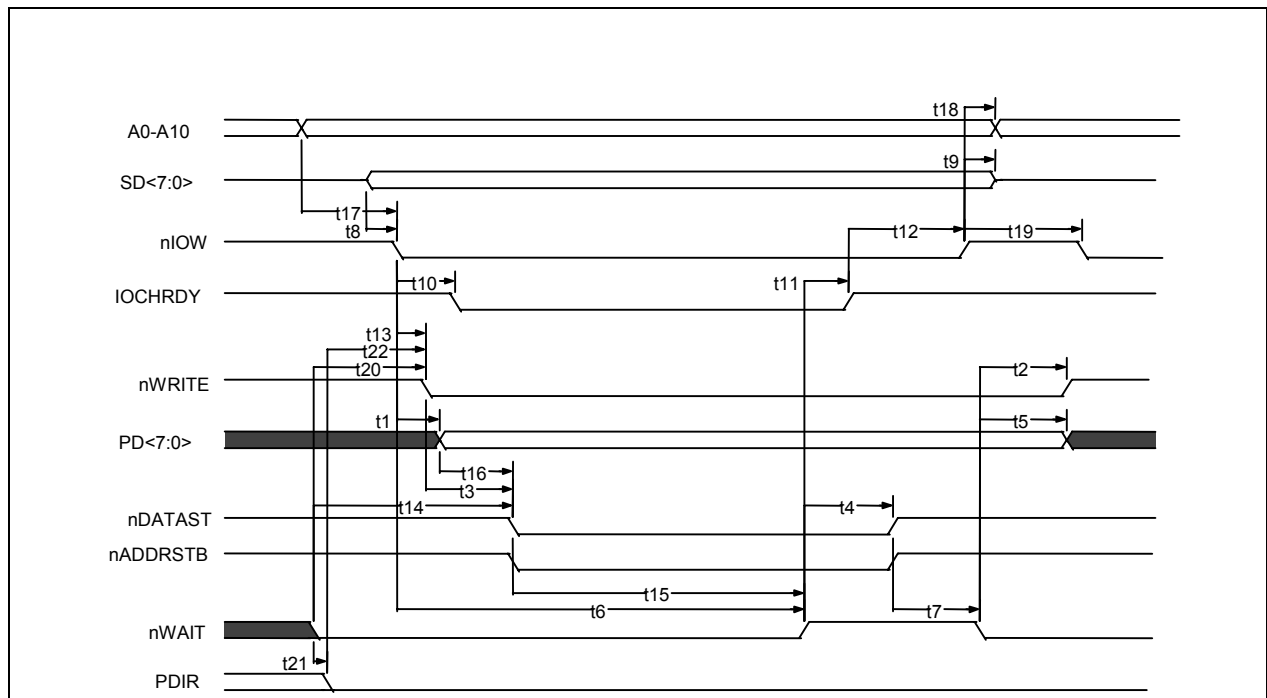 t18
A0-A10
t9
SD<7:0>
t17
t8
t12
t19
nIOW
t10
t11
IOCHRDY
t13
t22
t20
t2
nWRITE
t1
t5
PD<7:0>
t16
t3
t14
t4
nDATAST
nADDRSTB
t15
t6
t7
nWAIT
t21
PDIR